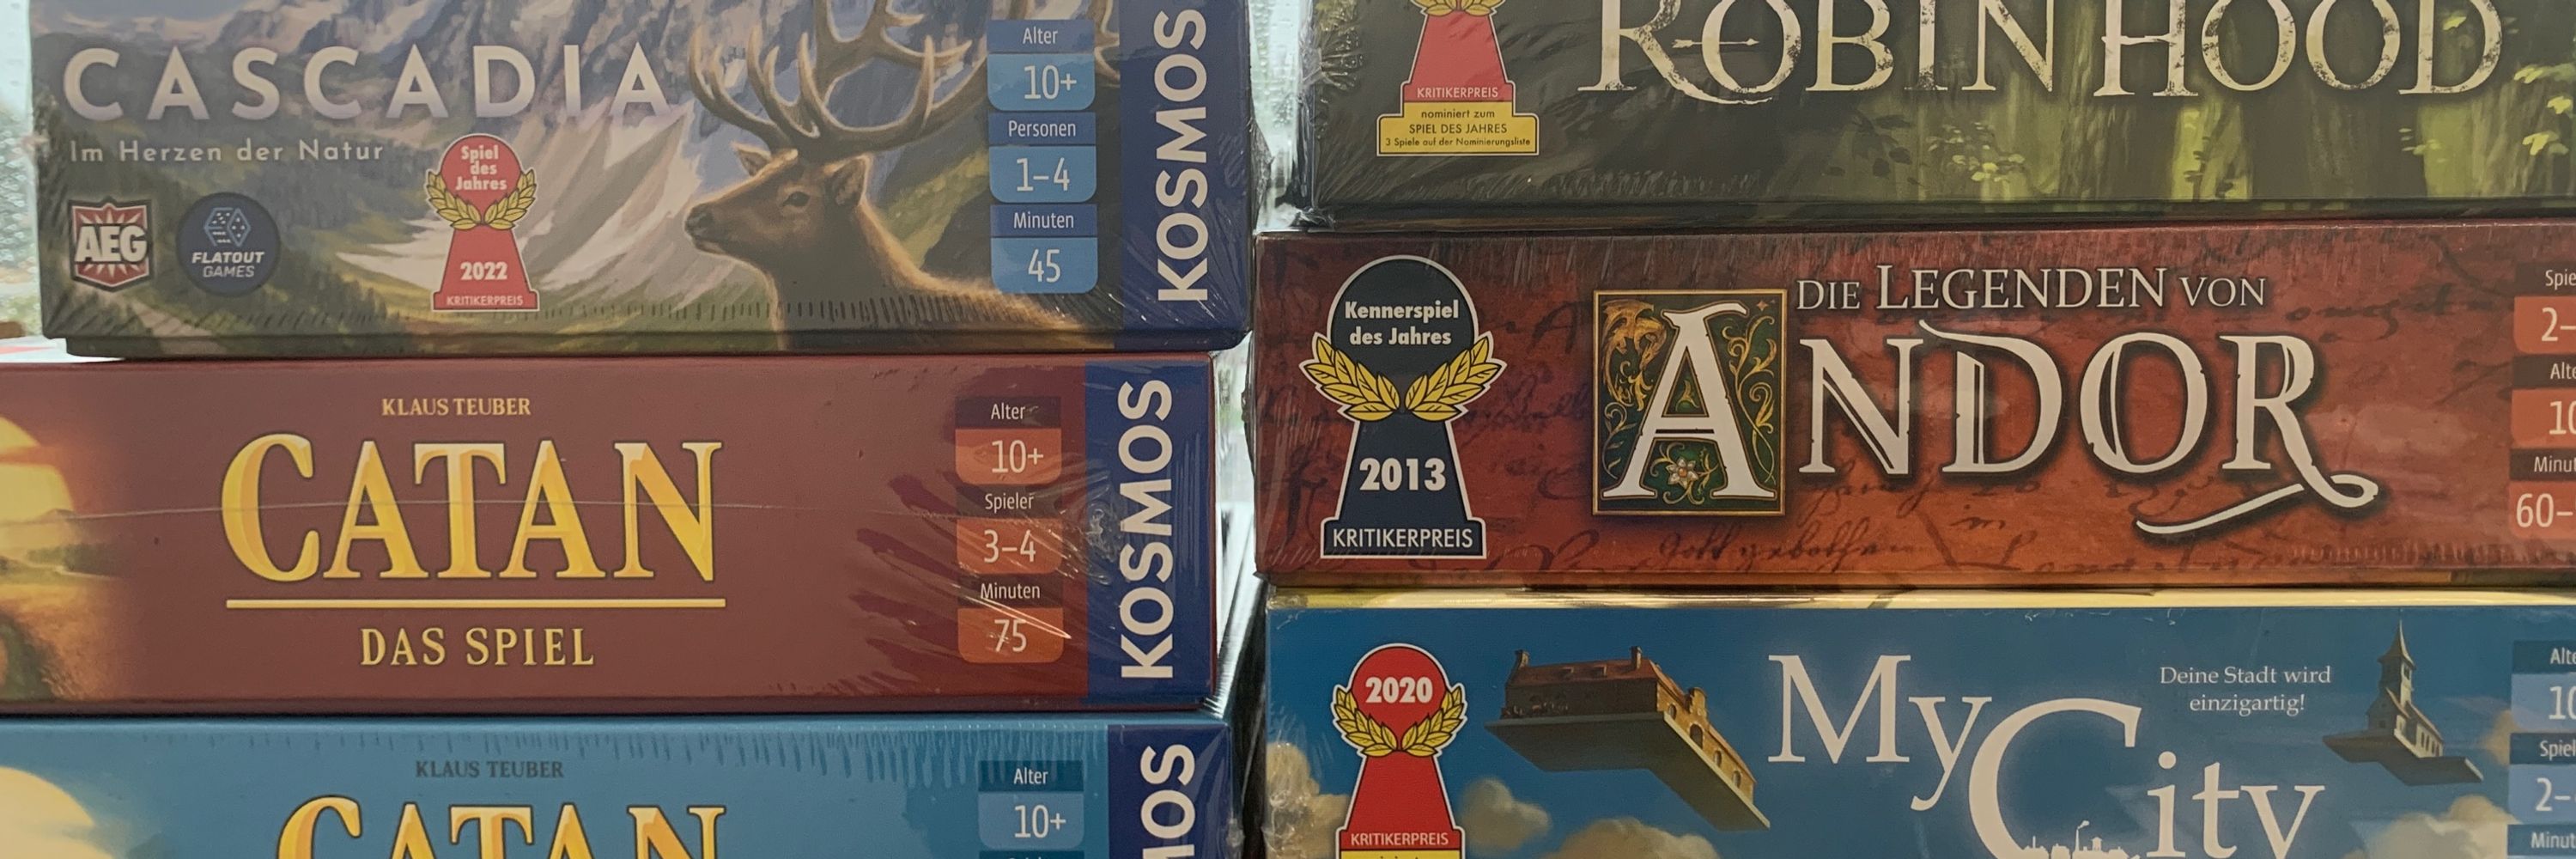 CASCADIA
Im Herzen der Natur
AEG
FLATOUT
GAMES
Spiel
des
Jahres
2022
KRITIKERPREIS
Alter
10+
Personen
1–4
Minuten
45
KOSMOS
KLAUS TEUBER
CATAN
DAS SPIEL
Alter
10+
Spieler
3–4
Minuten
75
KOSMOS
KLAUS TEUBER
CATAN
Alter
10+
KRITIKERPREIS
nominiert zum
SPIEL DES JAHRES
3 Spiele auf der Nominierungsliste
ROBIN HOOD
Kennerspiel
des Jahres
2013
KRITIKERPREIS
DIE LEGENDEN VON
ANDOR
60–
2020
KRITIKERPREIS
My City
Deine Stadt wird
einzigartig!